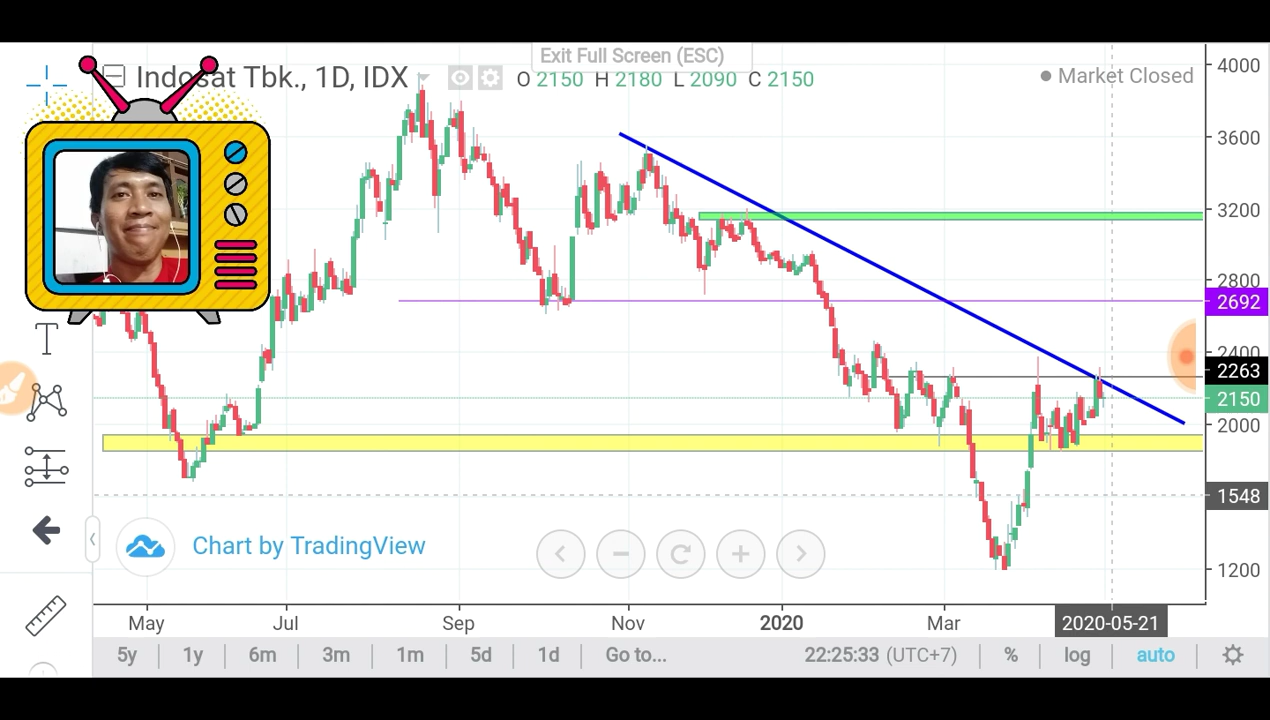 Exit Full Screen (ESC)
Indosat Tbk., 1D, IDX
O 2150 H 2180 L 2090 C 2150
Market Closed
4000
3600
3200
2800
2692
2400
2263
2150
2000
1548
1200
T
Chart by TradingView
May Jul Sep Nov 2020 Mar 2020-05-21
5y 1y 6m 3m 1m 5d 1d Go to... 22:25:33 (UTC+7) % log auto